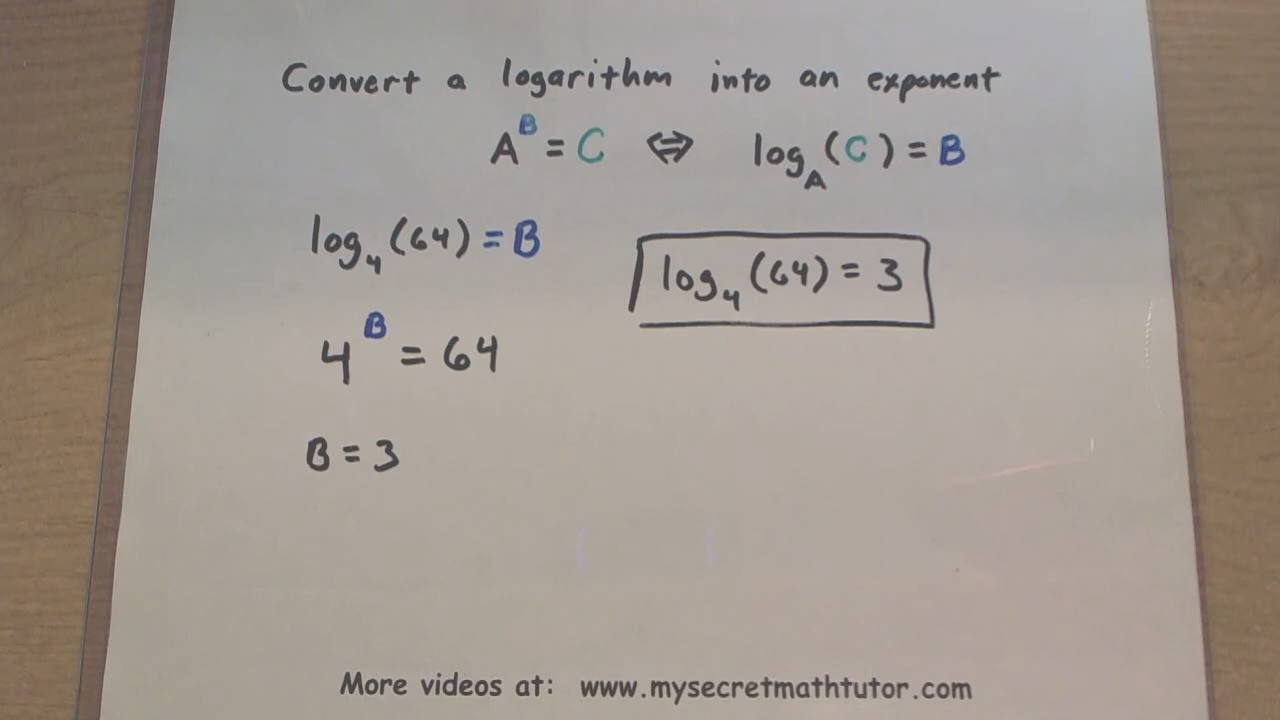 Convert a logarithm into an exponent
A^B = C ⇔ log_A(C) = B
log_4(64) = B
log_4(64) = 3
4^B = 64
B = 3
More videos at: www.mysecretmathtutor.com